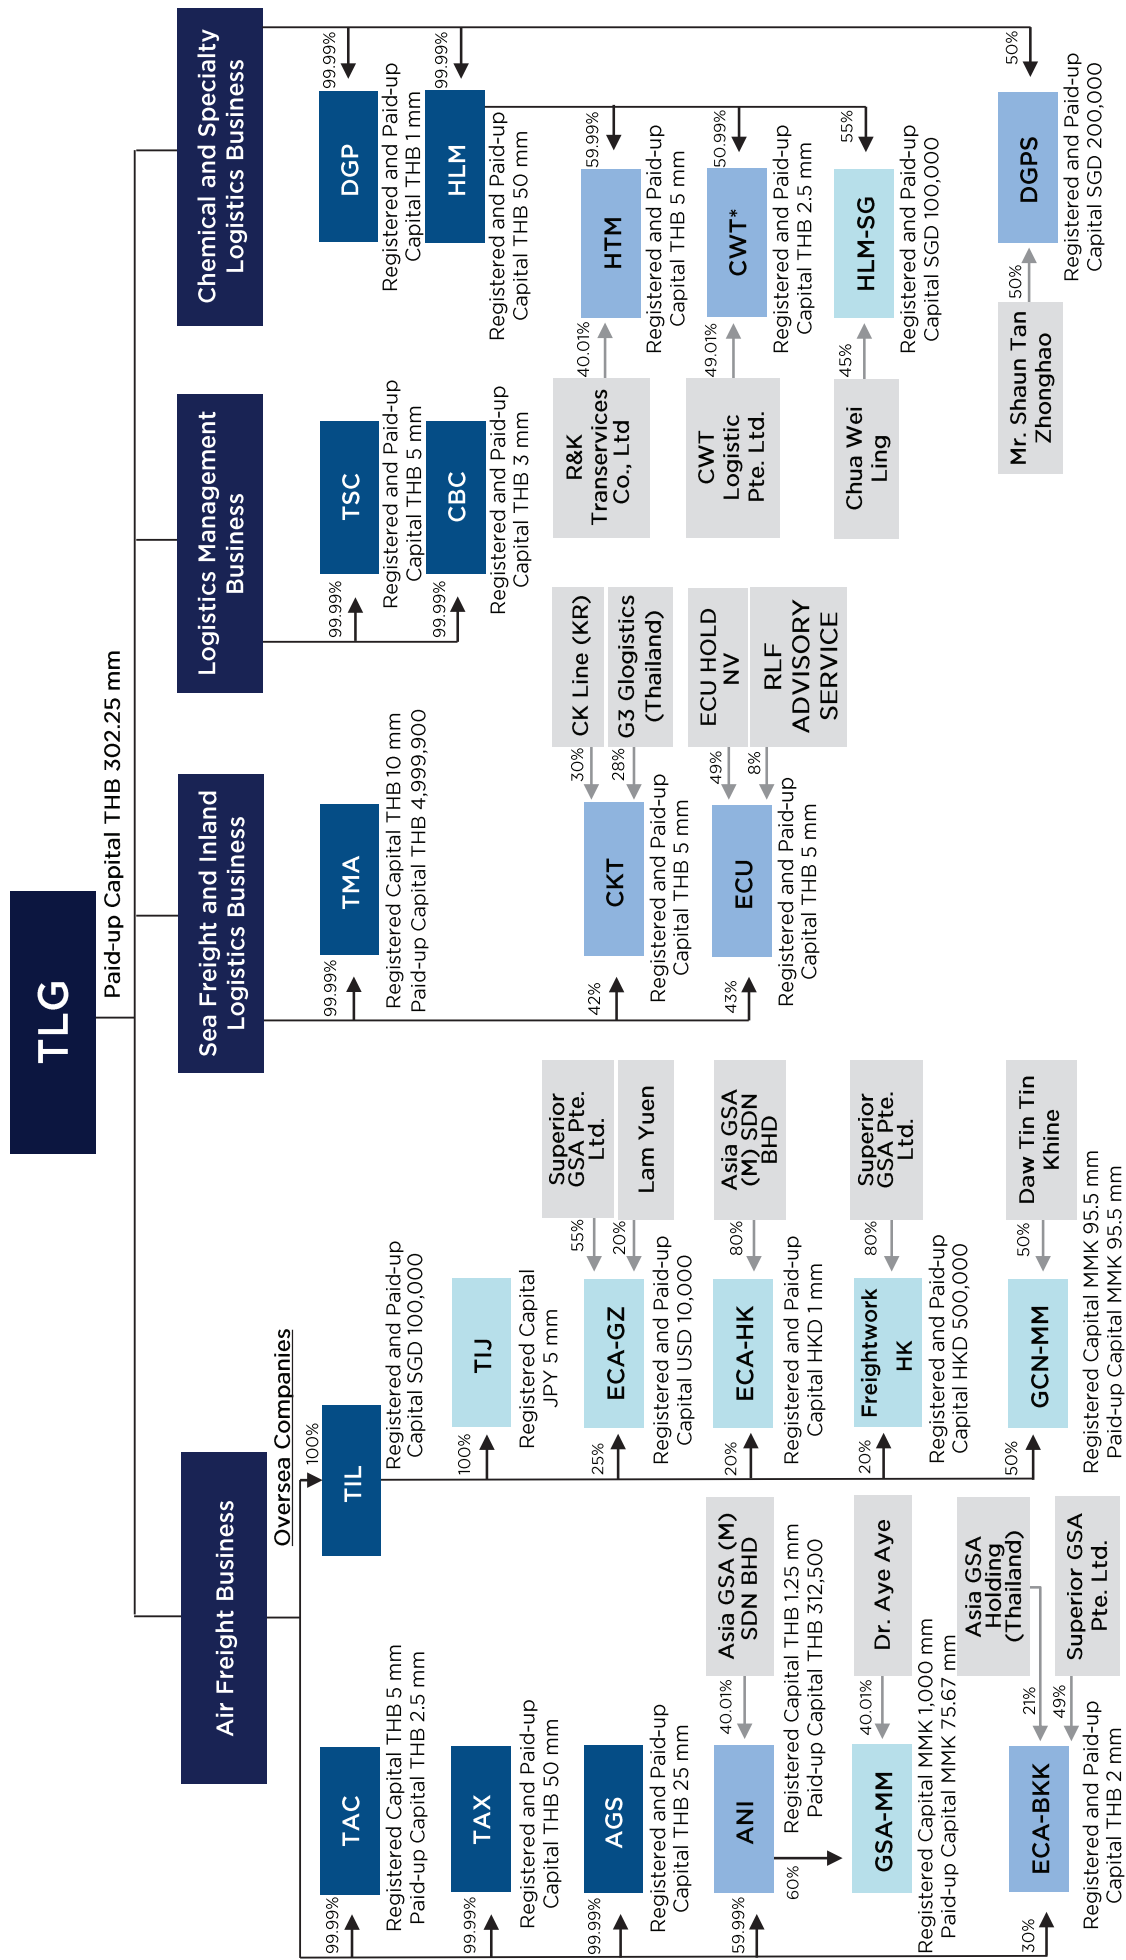 TLG
Paid-up Capital THB 302.25 mm
Air Freight Business
Oversea Companies
99.99%
TAC
Registered Capital THB 5 mm
Paid-up Capital THB 2.5 mm
99.99%
TAX
Registered and Paid-up
Capital THB 50 mm
99.99%
AGS
Registered and Paid-up
Capital THB 25 mm
59.99%
ANI
40.01%
Asia GSA (M)
SDN BHD
Registered Capital THB 1.25 mm
Paid-up Capital THB 312,500
60%
GSA-MM
40.01%
Dr. Aye Aye
Registered Capital MMK 1,000 mm
Paid-up Capital MMK 75.67 mm
30%
ECA-BKK
21%
Asia GSA
Holding
(Thailand)
49%
Superior GSA
Pte. Ltd.
Registered and Paid-up
Capital THB 2 mm
100%
TIL
Registered and Paid-up
Capital SGD 100,000
100%
TIJ
Registered Capital
JPY 5 mm
25%
ECA-GZ
55%
Superior
GSA Pte.
Ltd.
20%
Lam Yuen
Registered and Paid-up
Capital USD 10,000
20%
ECA-HK
80%
Asia GSA
(M) SDN
BHD
Registered and Paid-up
Capital HKD 1 mm
20%
Freightwork
HK
80%
Superior
GSA Pte.
Ltd.
Registered and Paid-up
Capital HKD 500,000
50%
GCN-MM
50%
Daw Tin Tin
Khine
Registered Capital MMK 95.5 mm
Paid-up Capital MMK 95.5 mm
Sea Freight and Inland
Logistics Business
99.99%
TMA
Registered Capital THB 10 mm
Paid-up Capital THB 4,999,900
42%
CKT
30%
CK Line (KR)
28%
G3 Glogistics
(Thailand)
Registered and Paid-up
Capital THB 5 mm
43%
ECU
49%
ECU HOLD
NV
8%
RLF
ADVISORY
SERVICE
Registered and Paid-up
Capital THB 5 mm
Logistics Management
Business
99.99%
TSC
Registered and Paid-up
Capital THB 5 mm
99.99%
CBC
Registered and Paid-up
Capital THB 3 mm
Chemical and Specialty
Logistics Business
99.99%
DGP
Registered and Paid-up
Capital THB 1 mm
99.99%
HLM
Registered and Paid-up
Capital THB 50 mm
59.99%
HTM
40.01%
R&K
Transervices
Co., Ltd
Registered and Paid-up
Capital THB 5 mm
50.99%
CWT*
49.01%
CWT
Logistic
Pte. Ltd.
Registered and Paid-up
Capital THB 2.5 mm
55%
HLM-SG
45%
Chua Wei
Ling
Registered and Paid-up
Capital SGD 100,000
50%
DGPS
50%
Mr. Shaun Tan
Zhonghao
Registered and Paid-up
Capital SGD 200,000